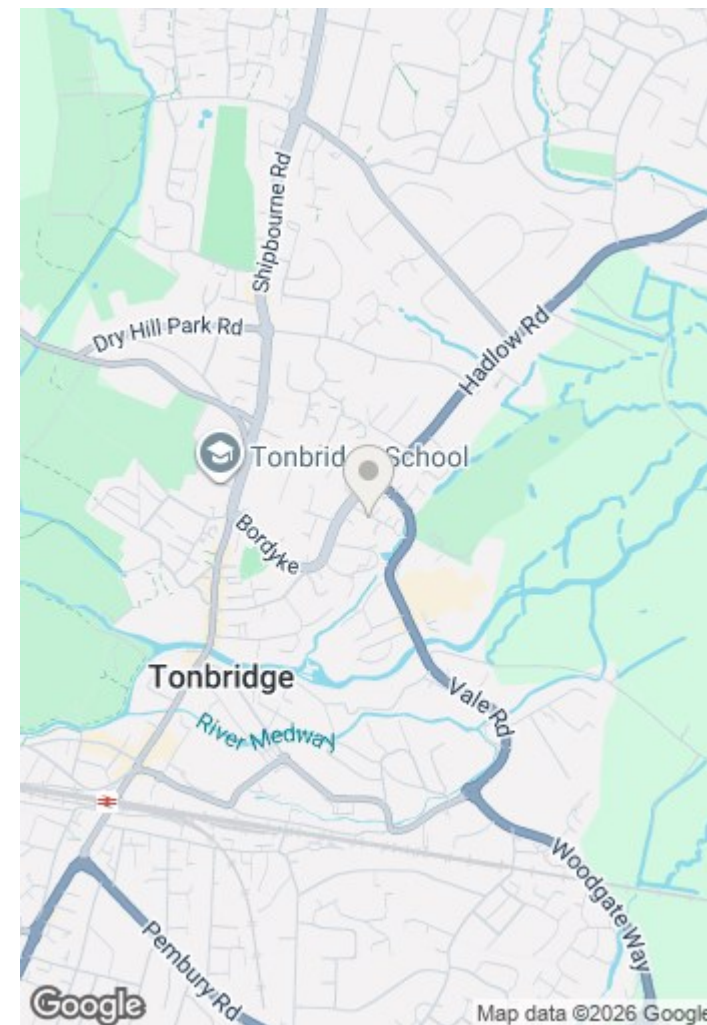 Shipbourne Rd
Dry Hill Park Rd
Hadlow Rd
Tonbridge School
Bordyke
Tonbridge
Vale Rd
River Medway
Woodgate Way
Pembury Rd
Google
Map data ©2026 Google